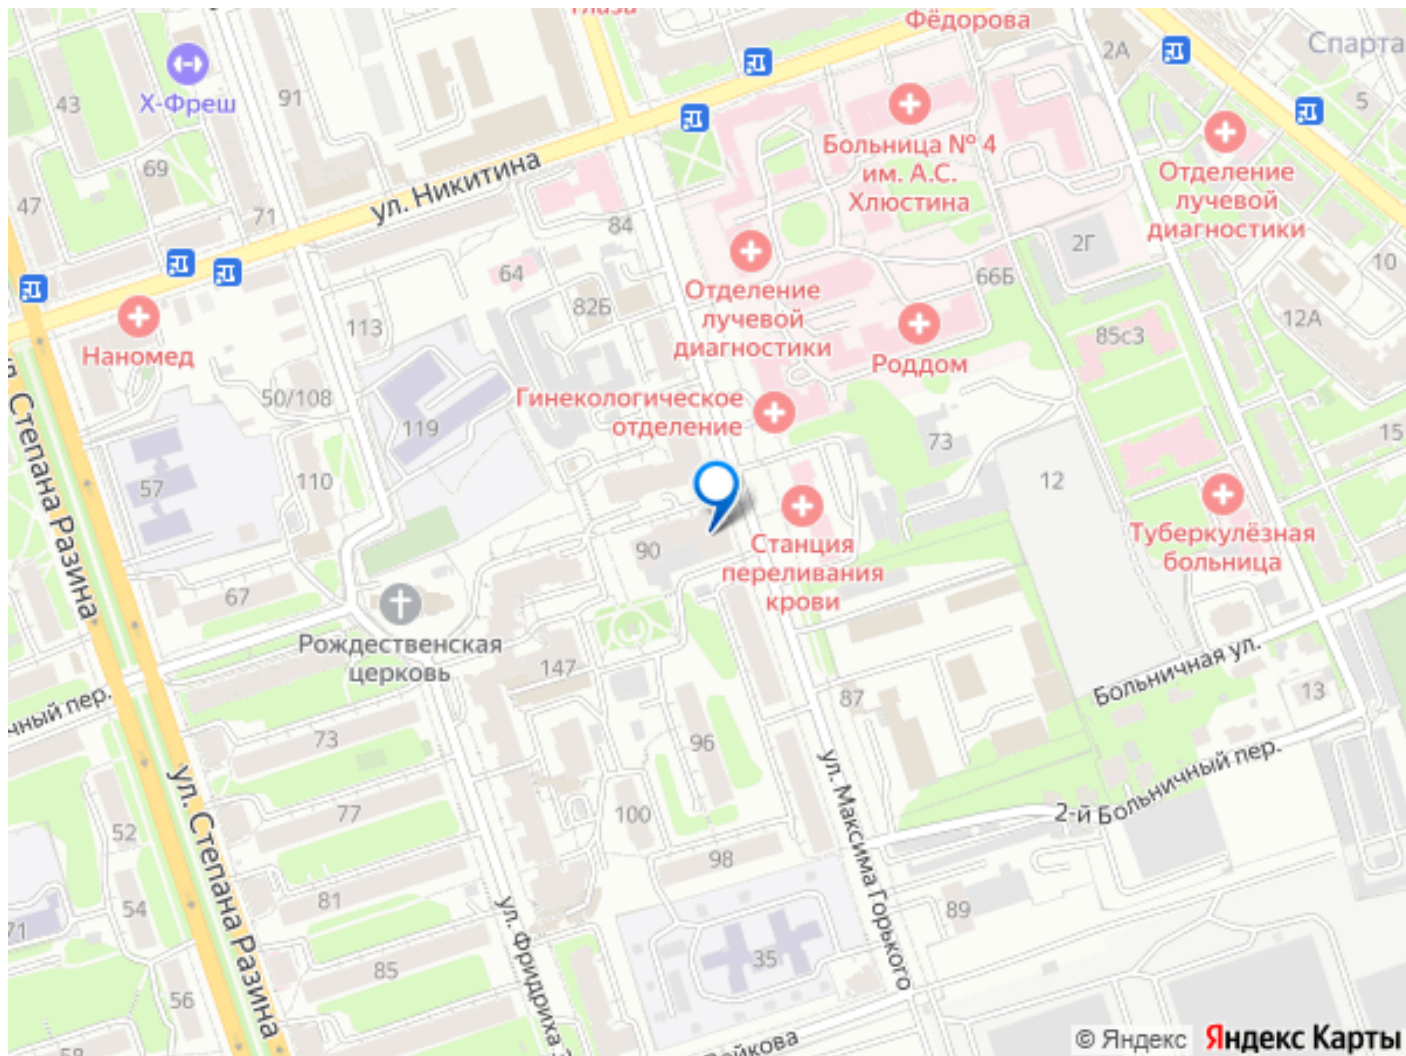 Фёдорова
2А
Спарта
43
Х-Фреш
91
5
Больница № 4
им. А.С.
Хлюстина
Отделение
лучевой
диагностики
69
47
71
ул. Никитина
84
2Г
10
64
82Б
66Б
Отделение
лучевой
диагностики
12А
113
85с3
Наномед
Роддом
50/108
Гинекологическое
отделение
119
73
15
ул. Степана Разина
57
110
12
90
Станция
переливания
крови
Туберкулёзная
больница
67
Рождественская
церковь
147
Больничная ул.
13
87
чный пер.
73
96
2-й Больничный пер.
ул. Степана Разина
77
100
ул. Максима Горького
52
98
81
54
89
71
ул. Фридриха
85
35
56
58
© Яндекс
Яндекс Карты